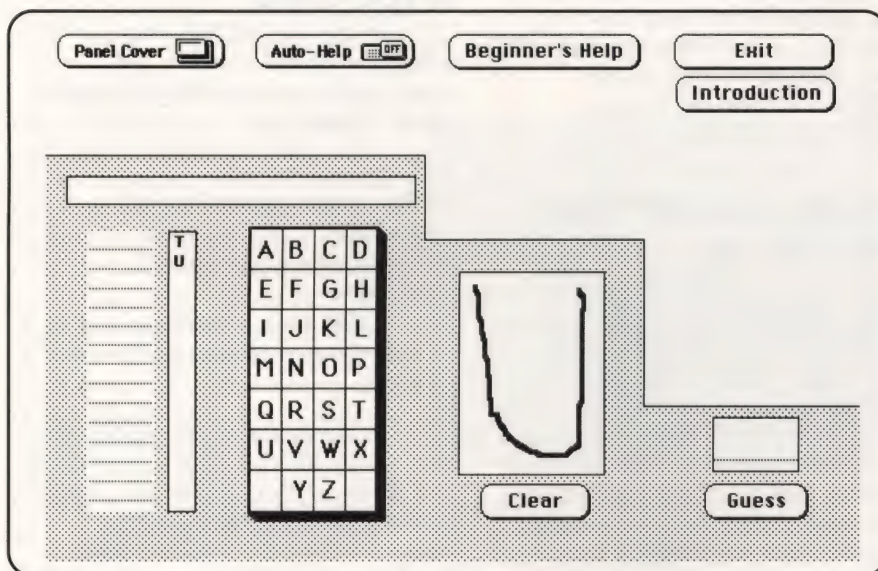 Panel Cover
Auto-Help OFF
Beginner's Help
Exit
Introduction
T
U
A B C D
E F G H
I J K L
M N O P
Q R S T
U V W X
Y Z
U
Clear
Guess